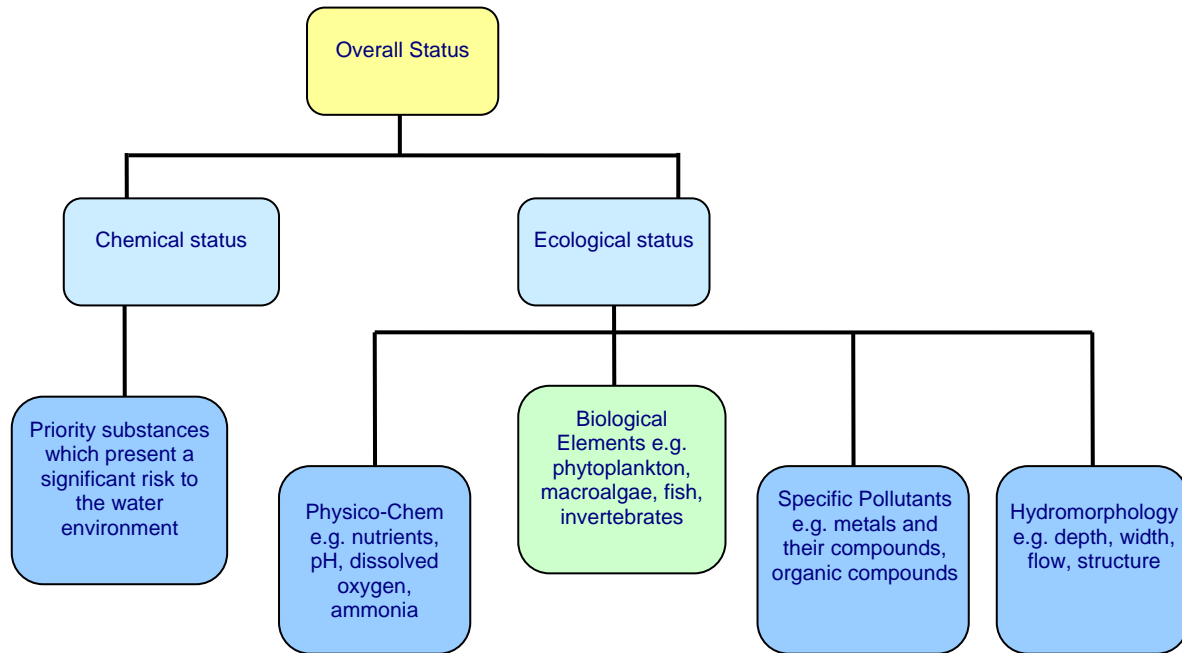 Overall Status
Chemical status
Ecological status
Priority substances
which present a
significant risk to
the water
environment
Physico-Chem
e.g. nutrients,
pH, dissolved
oxygen,
ammonia
Biological
Elements e.g.
phytoplankton,
macroalgae, fish,
invertebrates
Specific Pollutants
e.g. metals and
their compounds,
organic compounds
Hydromorphology
e.g. depth, width,
flow, structure